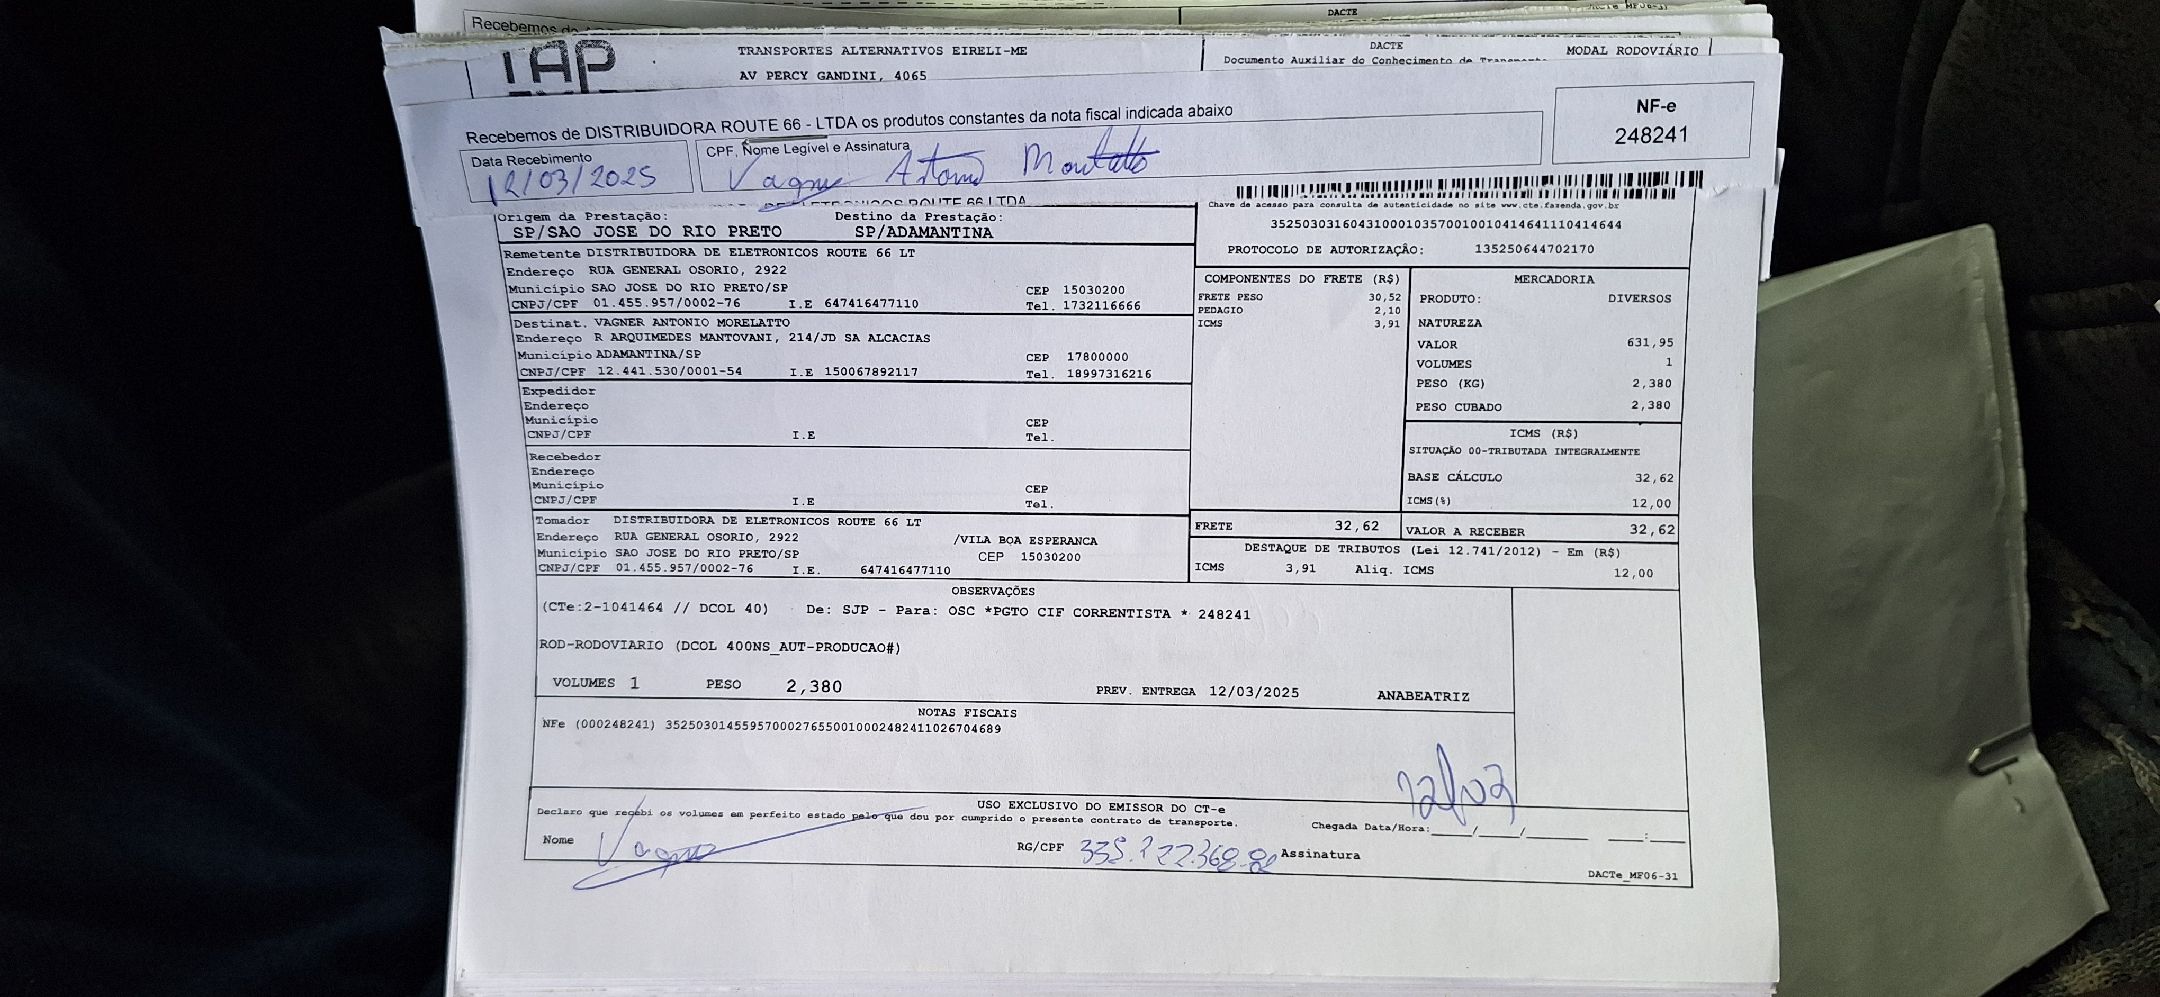 Recebemos de
DACTE
TAP
TRANSPORTES ALTERNATIVOS EIRELI-ME
AV PERCY GANDINI, 4065
DACTE
MODAL RODOVIÁRIO
Documento Auxiliar do Conhecimento de
Recebemos de DISTRIBUIDORA ROUTE 66 - LTDA os produtos constantes da nota fiscal indicada abaixo
NF-e
248241
Data Recebimento
12/03/2025
CPF, Nome Legível e Assinatura
Vagner Antonio
ROUTE 66 LTDA
Origem da Prestação:
Destino da Prestação:
SP/SAO JOSE DO RIO PRETO
SP/ADAMANTINA
Chave de acesso para consulta de autenticidade no site www.cte.fazenda.gov.br
35250303160431000103570010010414641110414644
PROTOCOLO DE AUTORIZAÇÃO: 135250644702170
Remetente DISTRIBUIDORA DE ELETRONICOS ROUTE 66 LT
Endereço RUA GENERAL OSORIO, 2922
Município SAO JOSE DO RIO PRETO/SP CEP 15030200
CNPJ/CPF 01.455.957/0002-76 I.E 647416477110 Tel. 1732116666
Destinat. VAGNER ANTONIO MORELATTO
Endereço R ARQUIMEDES MANTOVANI, 214/JD SA ALCACIAS
Município ADAMANTINA/SP CEP 17800000
CNPJ/CPF 12.441.530/0001-54 I.E 150067892117 Tel. 18997316216
Expedidor
Endereço
Município CEP
CNPJ/CPF I.E Tel.
Recebedor
Endereço
Município CEP
CNPJ/CPF I.E Tel.
Tomador DISTRIBUIDORA DE ELETRONICOS ROUTE 66 LT
Endereço RUA GENERAL OSORIO, 2922 /VILA BOA ESPERANCA
Município SAO JOSE DO RIO PRETO/SP CEP 15030200
CNPJ/CPF 01.455.957/0002-76 I.E. 647416477110
COMPONENTES DO FRETE (R$)
FRETE PESO 30,52
PEDAGIO 2,10
ICMS 3,91
MERCADORIA
PRODUTO: DIVERSOS
NATUREZA
VALOR 631,95
VOLUMES 1
PESO (KG) 2,380
PESO CUBADO 2,380
ICMS (R$)
SITUAÇÃO 00-TRIBUTADA INTEGRALMENTE
BASE CÁLCULO 32,62
ICMS(%) 12,00
FRETE 32,62
VALOR A RECEBER 32,62
DESTAQUE DE TRIBUTOS (Lei 12.741/2012) - Em (R$)
ICMS 3,91 Aliq. ICMS 12,00
OBSERVAÇÕES
(CTe:2-1041464 // DCOL 40) De: SJP - Para: OSC *PGTO CIF CORRENTISTA * 248241
ROD-RODOVIARIO (DCOL 400NS_AUT-PRODUCAO#)
VOLUMES 1 PESO 2,380 PREV. ENTREGA 12/03/2025 ANABEATRIZ
NOTAS FISCAIS
NFe (000248241) 35250301455957000276550010002482411026704689
12/03
USO EXCLUSIVO DO EMISSOR DO CT-e
Declaro que recebi os volumes em perfeito estado pelo que dou por cumprido o presente contrato de transporte.
Chegada Data/Hora:___/___/_____ ___:___
Nome Vagner
RG/CPF
Assinatura
DACTe_MF06-31